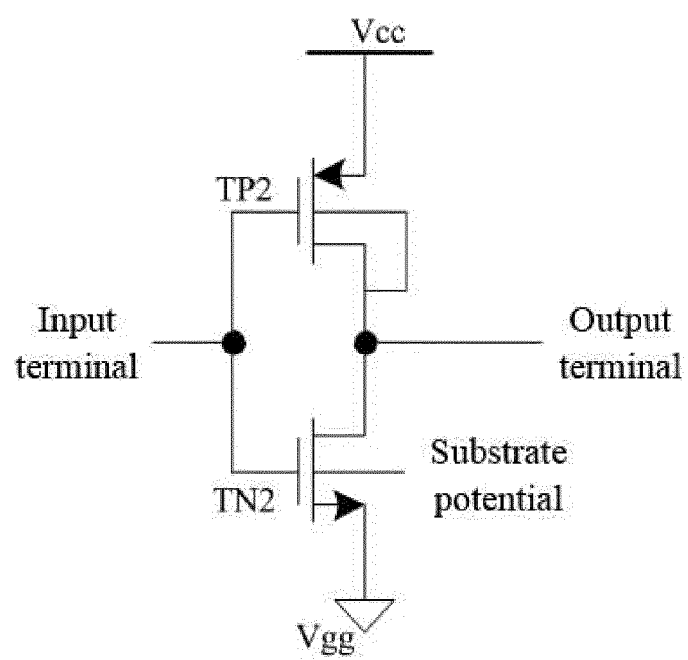 Vcc
TP2
Input
terminal
Output
terminal
Substrate
potential
TN2
Vgg